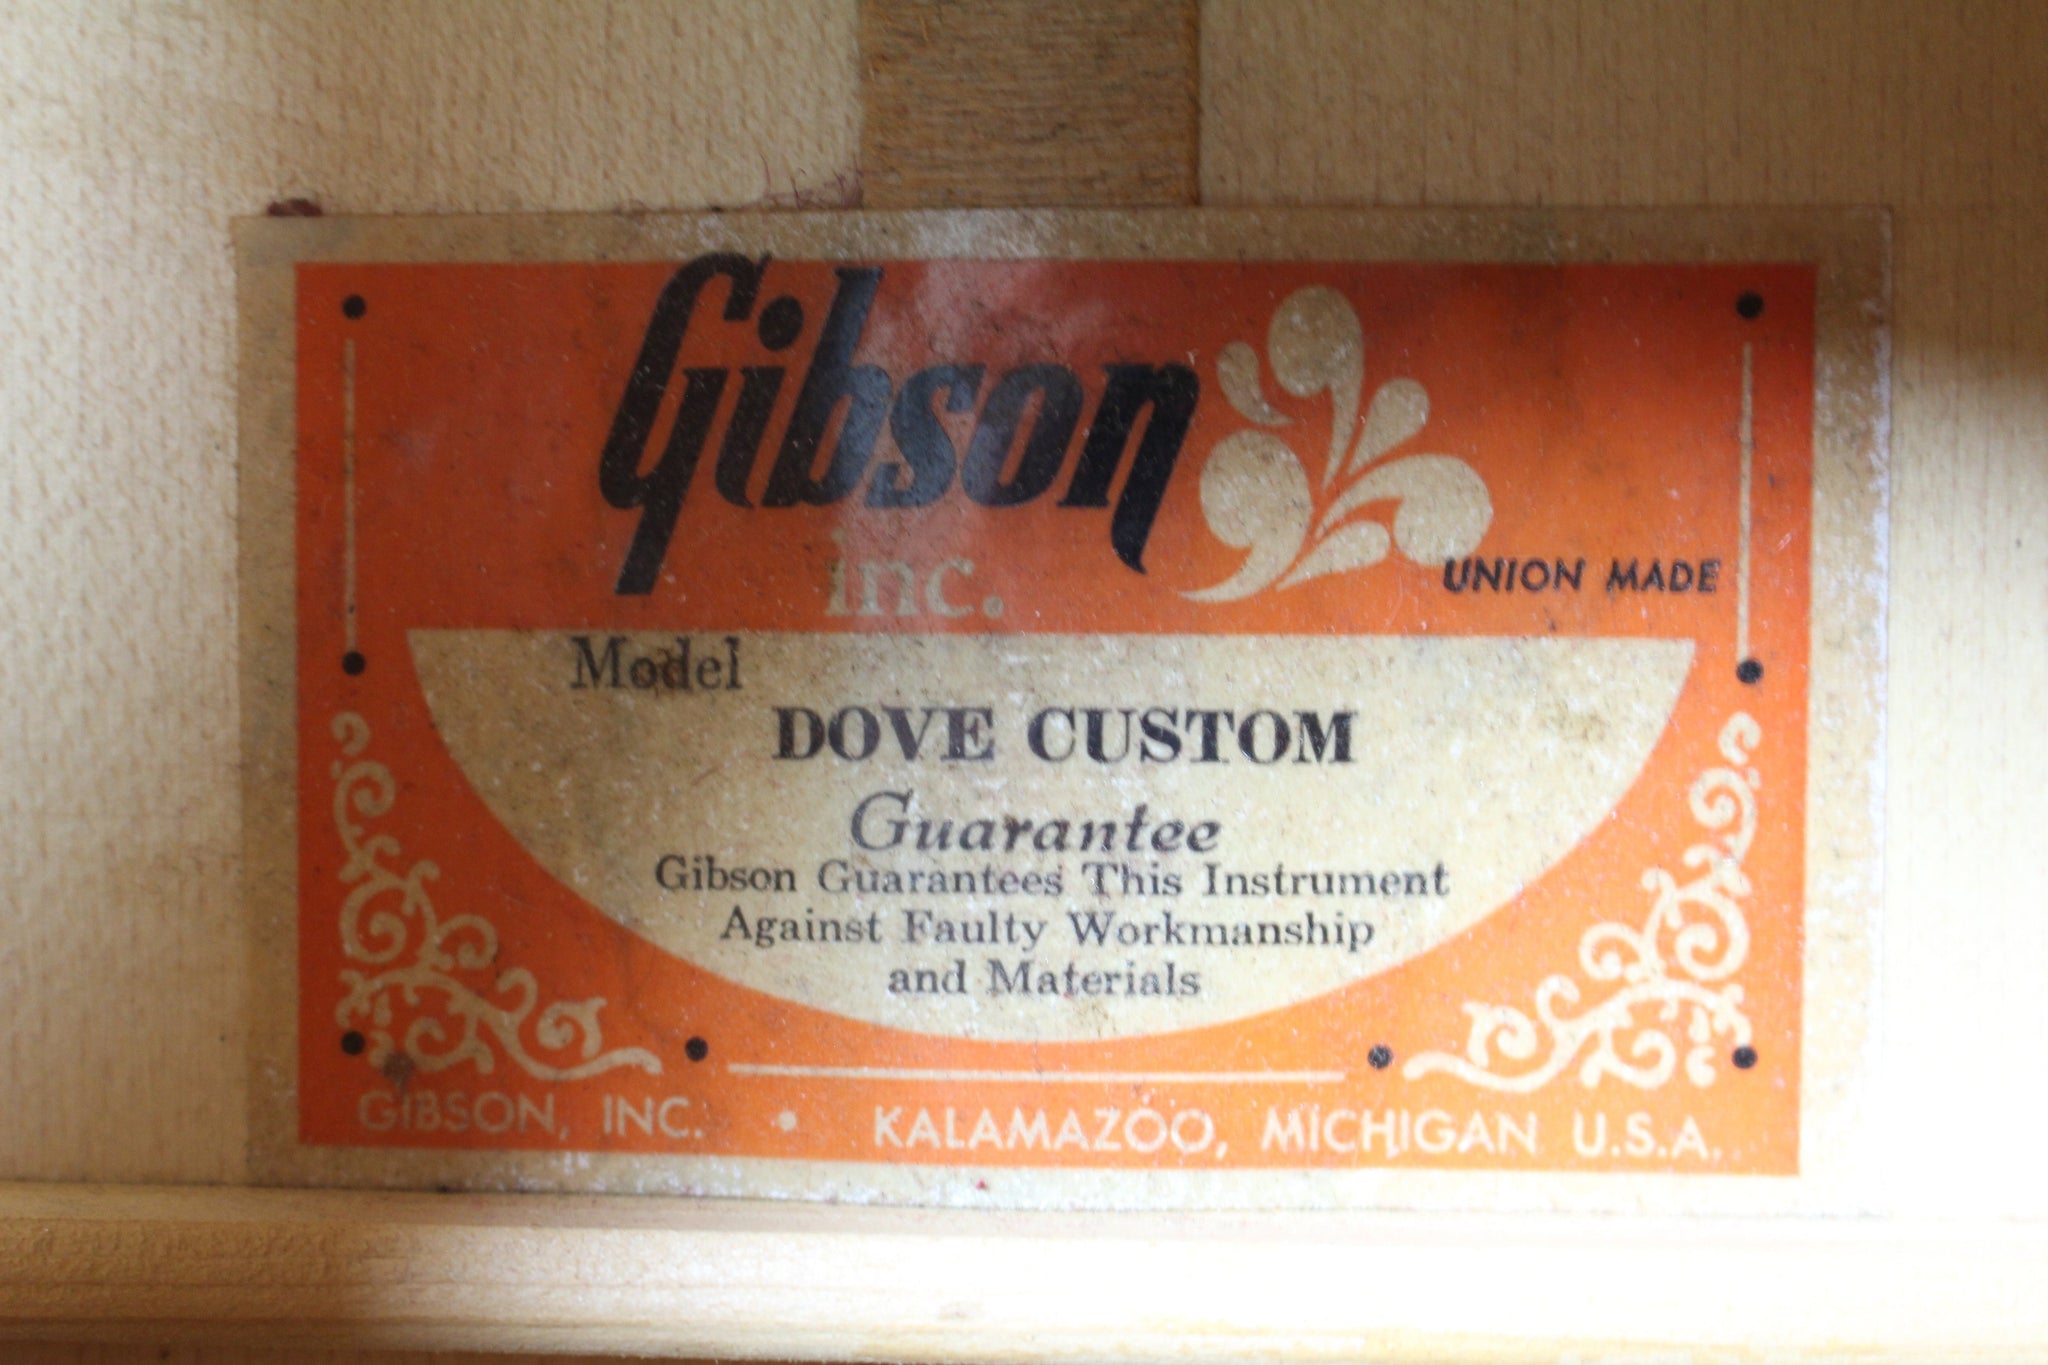 Gibson
inc.
UNION MADE
Model
DOVE CUSTOM
Guarantee
Gibson Guarantees This Instrument
Against Faulty Workmanship
and Materials
GIBSON, INC. • KALAMAZOO, MICHIGAN U.S.A.